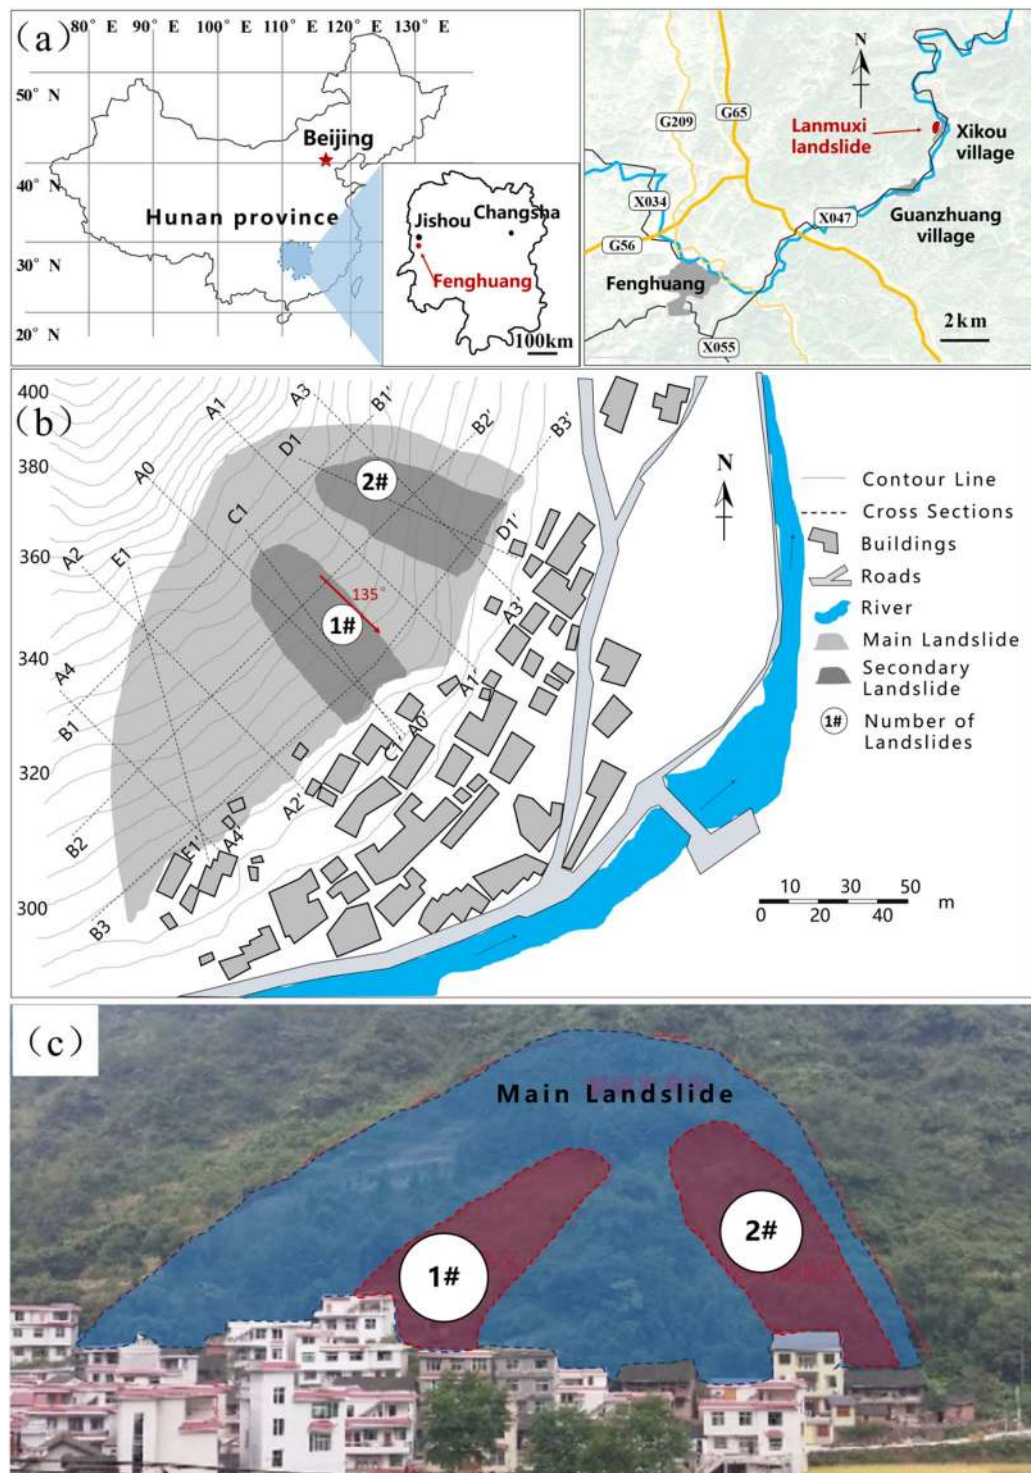 (a)
80° E 90° E 100° E 110° E 120° E 130° E
50° N
40° N
30° N
20° N
Beijing
Hunan province
Jishou
Changsha
Fenghuang
100km
N
G65
G209
Lanmuxi
landslide
Xikou
village
X034
X047
Guanzhuang
village
G56
Fenghuang
X055
2km
(b)
400
380
360
340
320
300
A0
A1
A3
B1′
B2′
B3′
C1
D1
2#
D1′
A2
E1
135°
1#
A3′
A4
B1
A1′
A0′
C1′
B2
A2′
E1′
A4′
B3
N
Contour Line
Cross Sections
Buildings
Roads
River
Main Landslide
Secondary
Landslide
1#
Number of
Landslides
10 30 50
m
0 20 40
(c)
Main Landslide
1#
2#